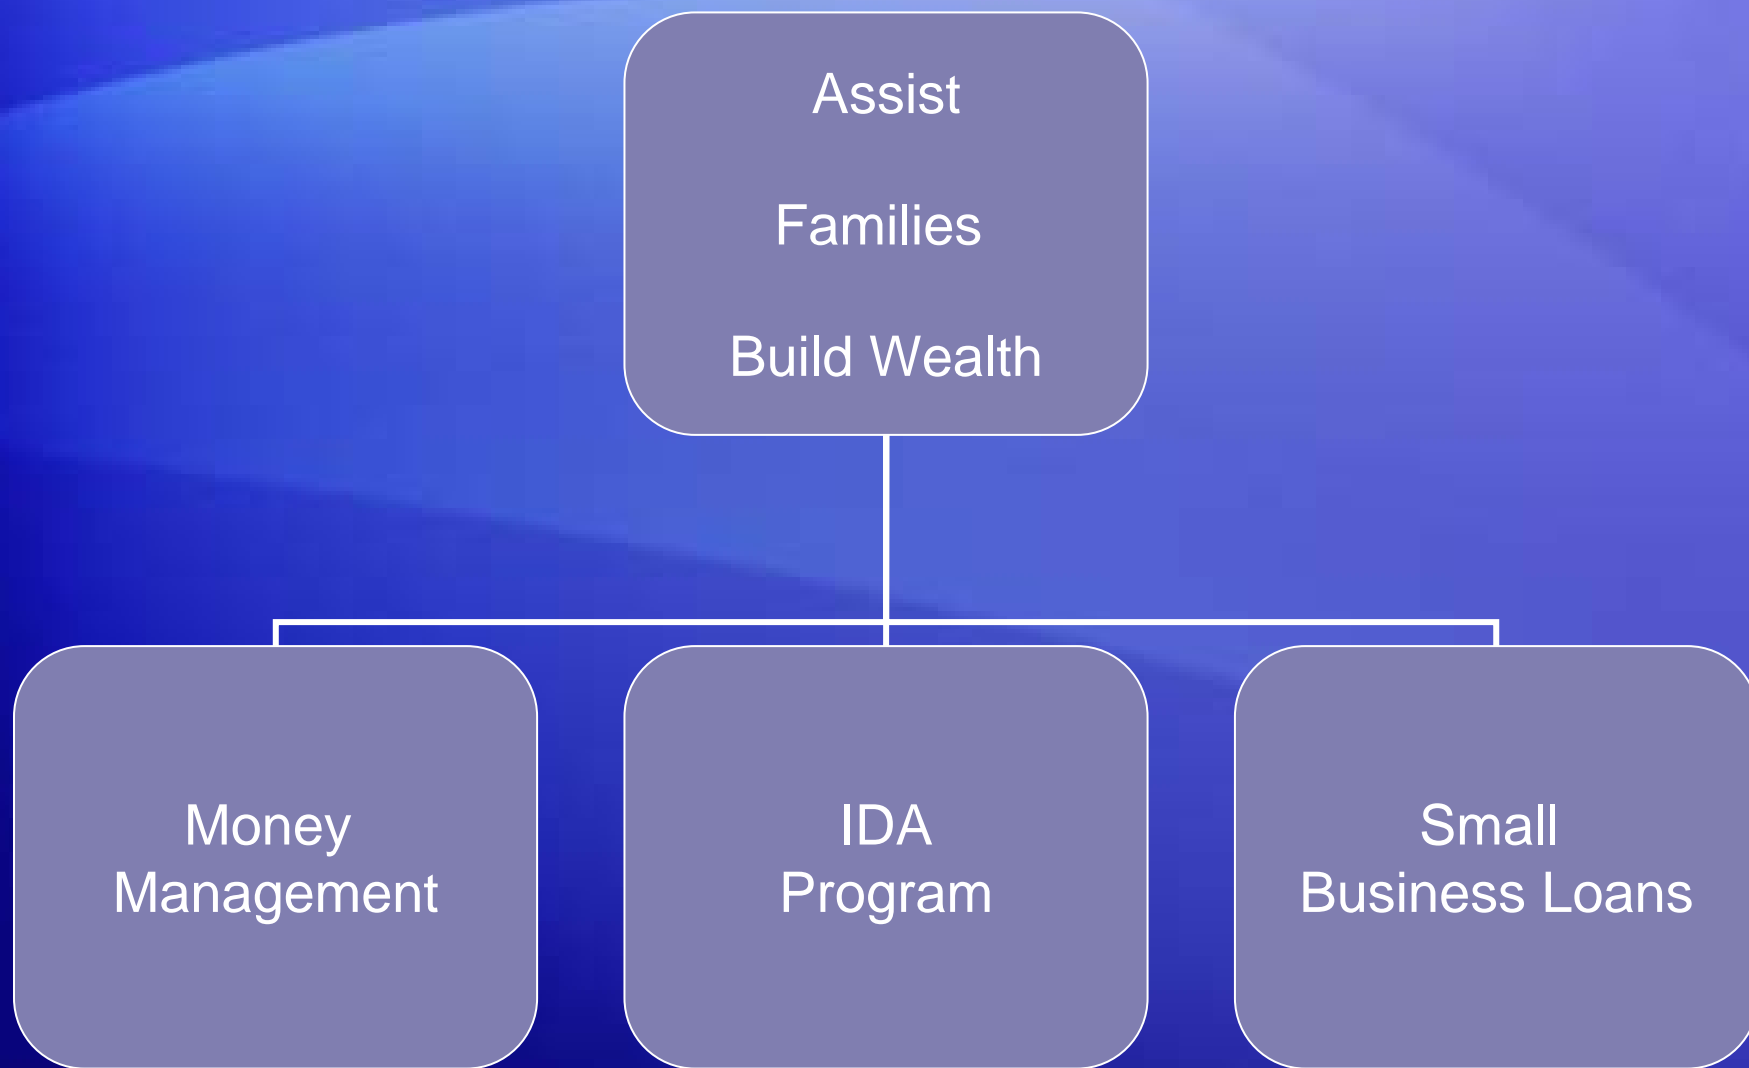 Assist
Families
Build Wealth
Money
Management
IDA
Program
Small
Business Loans